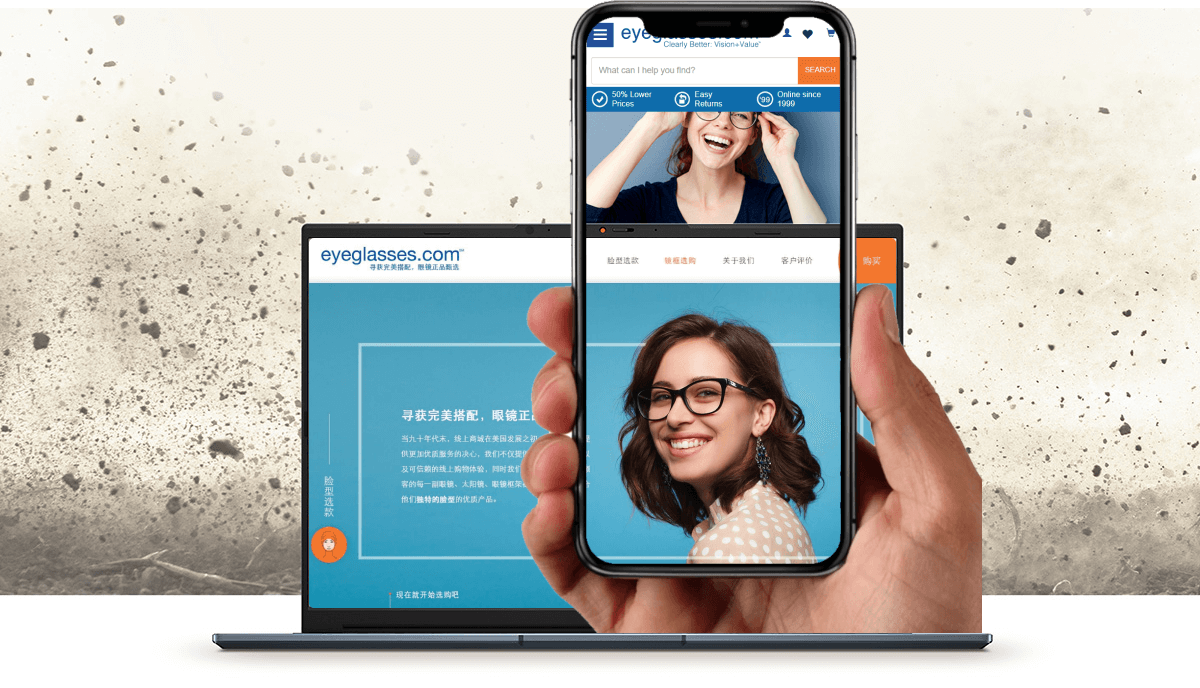 eyeglasses.com
Clearly Better: Vision+Value
What can I help you find?
SEARCH
50% Lower
Prices
Easy
Returns
'99
Online since
1999
eyeglasses.com
寻获完美搭配，眼镜正品甄选
脸型选款
镜框选购
关于我们
客户评价
购买
寻获完美搭配，眼镜正品
当九十年代末，线上商城在美国发展之初
供更加优质服务的决心，我们不仅提
及可信赖的线上购物体验，同时我们
客的每一副眼镜、太阳镜、眼镜框架
他们独特的脸型的优质产品。
脸型选款
现在就开始选购吧